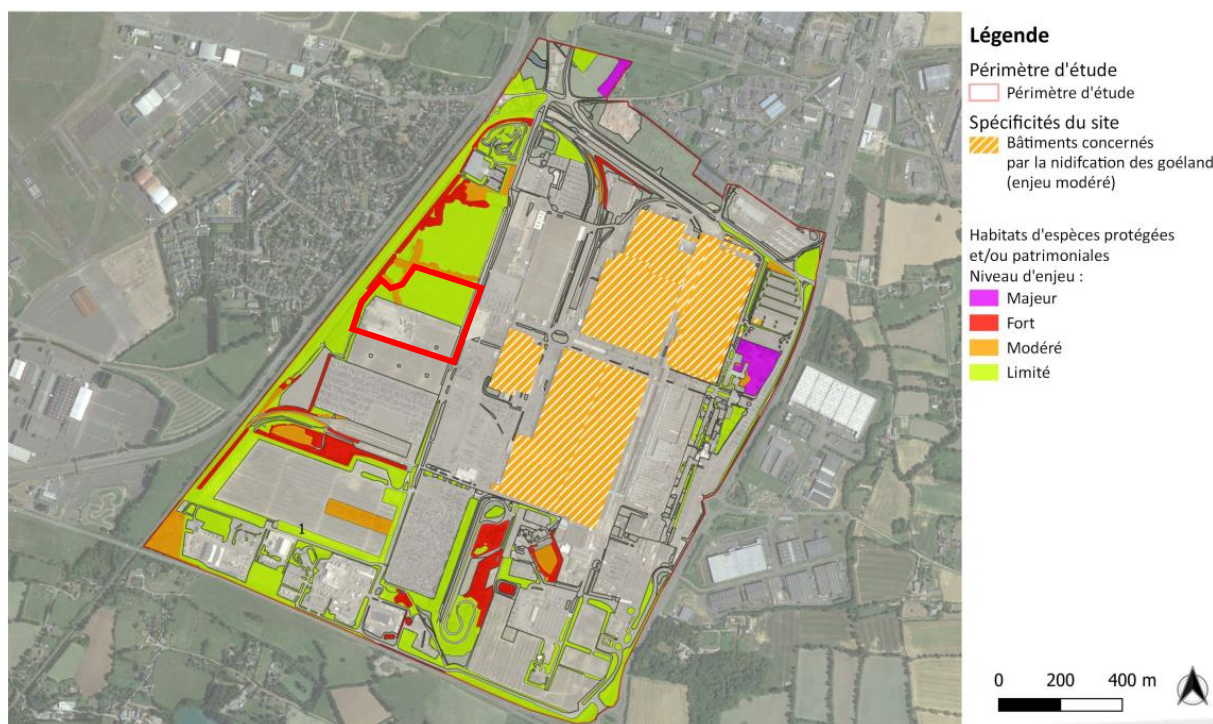 Légende
Périmètre d'étude
Périmètre d'étude
Spécificités du site
Bâtiments concernés
par la nidifcation des goéland
(enjeu modéré)
Habitats d'espèces protégées
et/ou patrimoniales
Niveau d'enjeu :
Majeur
Fort
Modéré
Limité
1
0 200 400 m